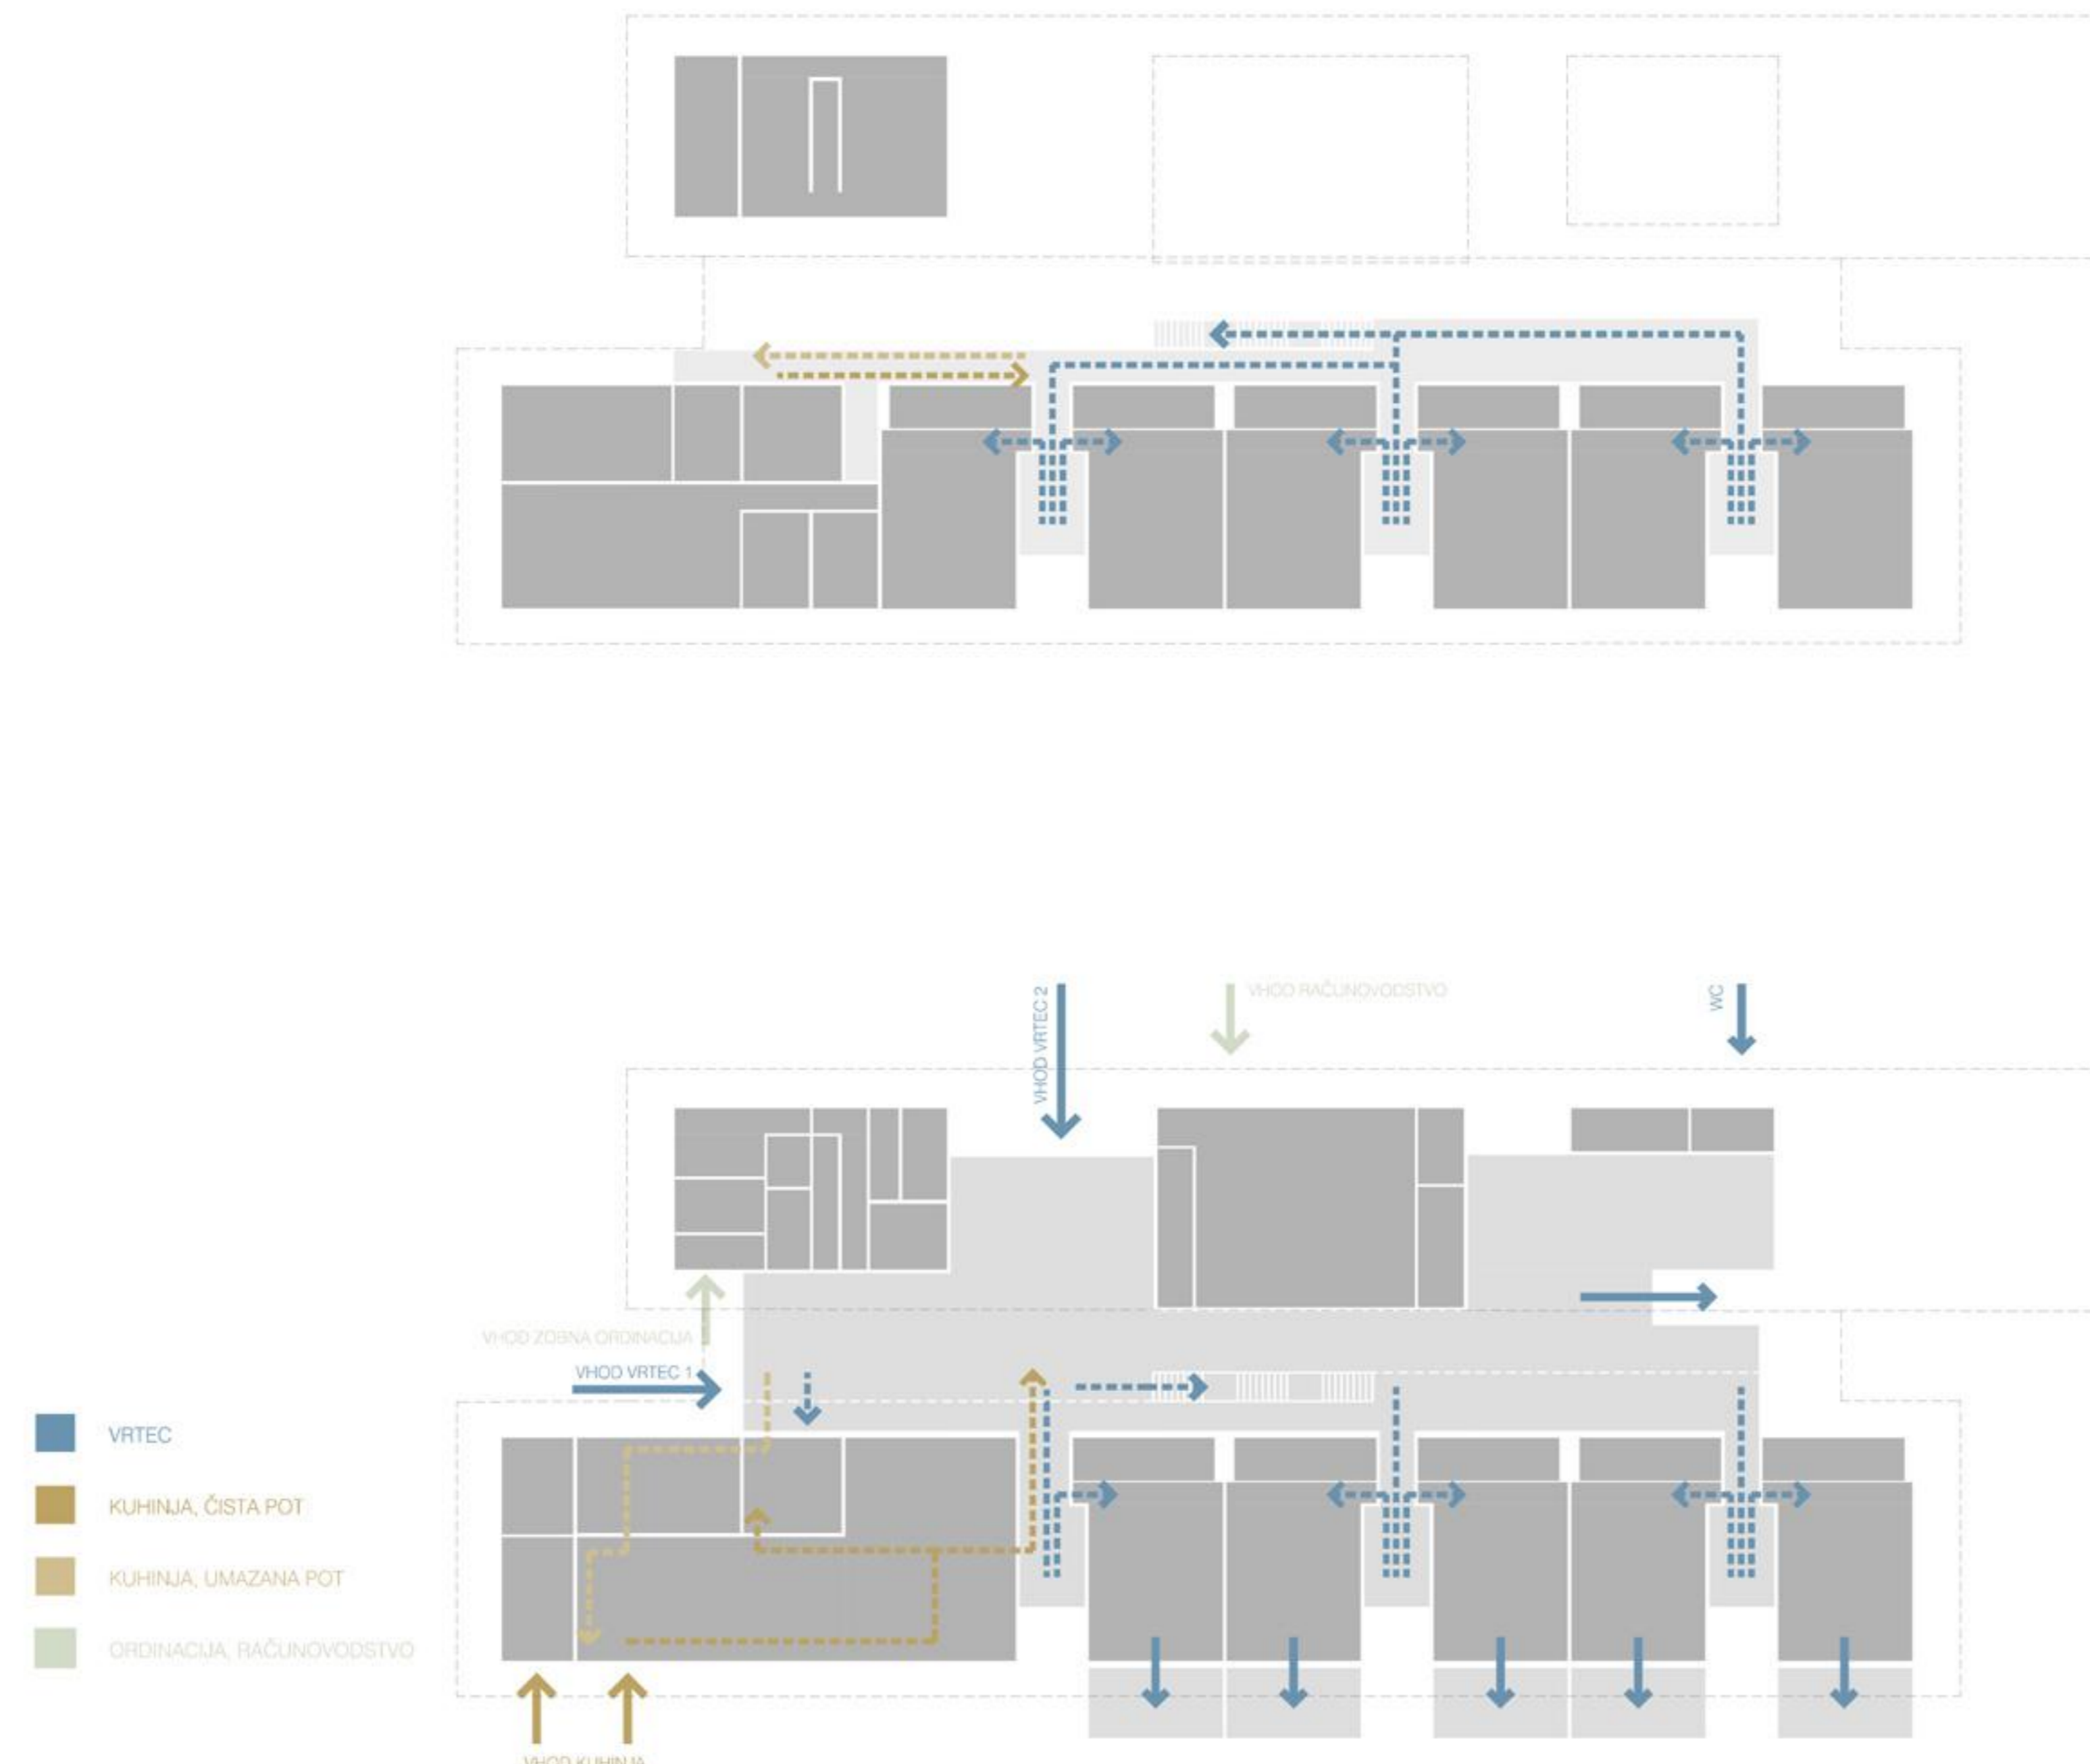 VHOD VRTEC 2
VHOD RAČUNOVODSTVO
WC
VHOD ZOBNA ORDINACIJA
VHOD VRTEC 1
VRTEC
KUHINJA, ČISTA POT
KUHINJA, UMAZANA POT
ORDINACIJA, RAČUNOVODSTVO
VHOD KUHINJA